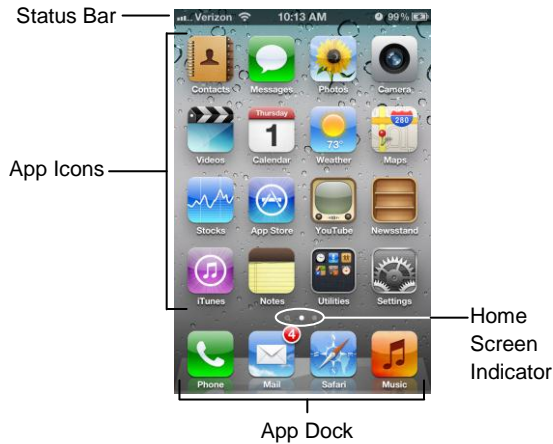 Status Bar
Verizon 10:13 AM 99%
Contacts Messages Photos Camera
Thursday
1
280
73°
Videos Calendar Weather Maps
App Icons
Stocks App Store YouTube Newsstand
iTunes Notes Utilities Settings
Home
Screen
Indicator
4
Phone Mail Safari Music
App Dock